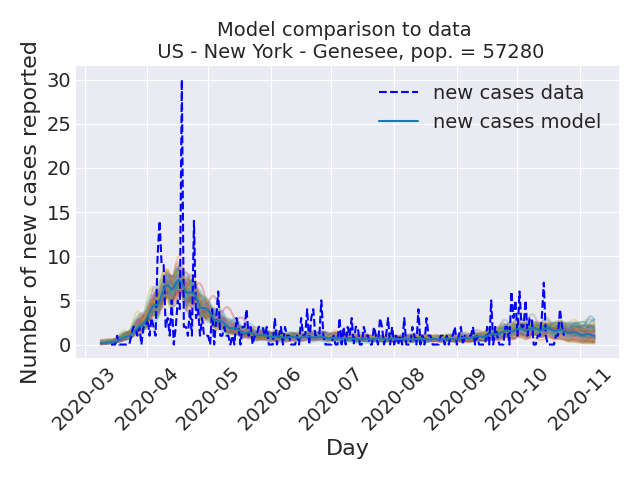 Model comparison to data
US - New York - Genesee, pop. = 57280
Number of new cases reported
30
25
20
15
10
5
0
new cases data
new cases model
2020-03
2020-04
2020-05
2020-06
2020-07
2020-08
2020-09
2020-10
2020-11
Day